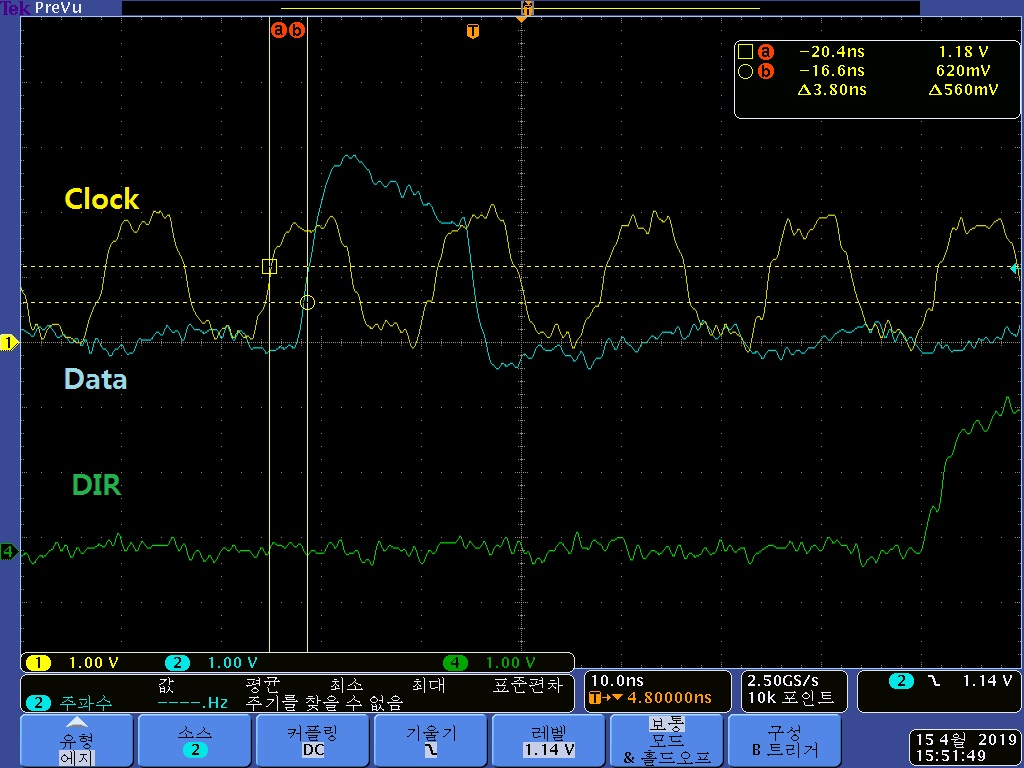 Tek PreVu
T
a b T
a −20.4ns 1.18 V
b −16.6ns 620mV
Δ3.80ns Δ560mV
Clock
1
Data
DIR
4
1 1.00 V 2 1.00 V 4 1.00 V
값 평균 최소 최대 표준편차
2 주파수 ----.Hz 주기를 찾을 수 없음
10.0ns
T→▼4.80000ns
2.50GS/s
10k 포인트
2 1.14 V
유형
에지
소스
2
커플링
DC
기울기
레벨
1.14 V
보통
모드
& 홀드오프
구성
B 트리거
15 4월 2019
15:51:49